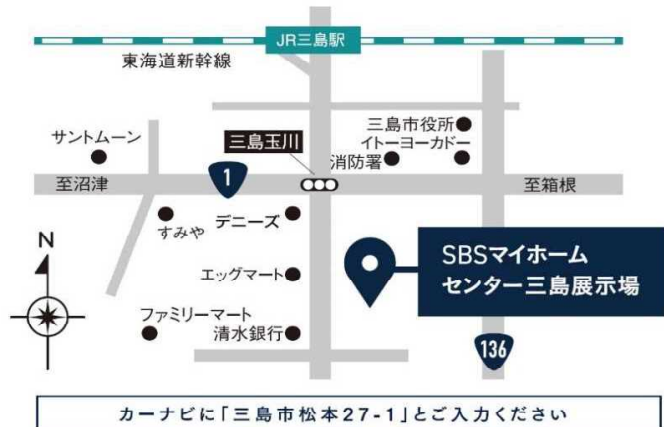 JR三島駅
東海道新幹線
三島市役所
サントムーン
三島玉川
イトーヨーカドー
消防署
至沼津
1
至箱根
すみや
デニーズ
N
エッグマート
SBSマイホーム
センター三島展示場
ファミリーマート
清水銀行
136
カーナビに「三島市松本27-1」とご入力ください